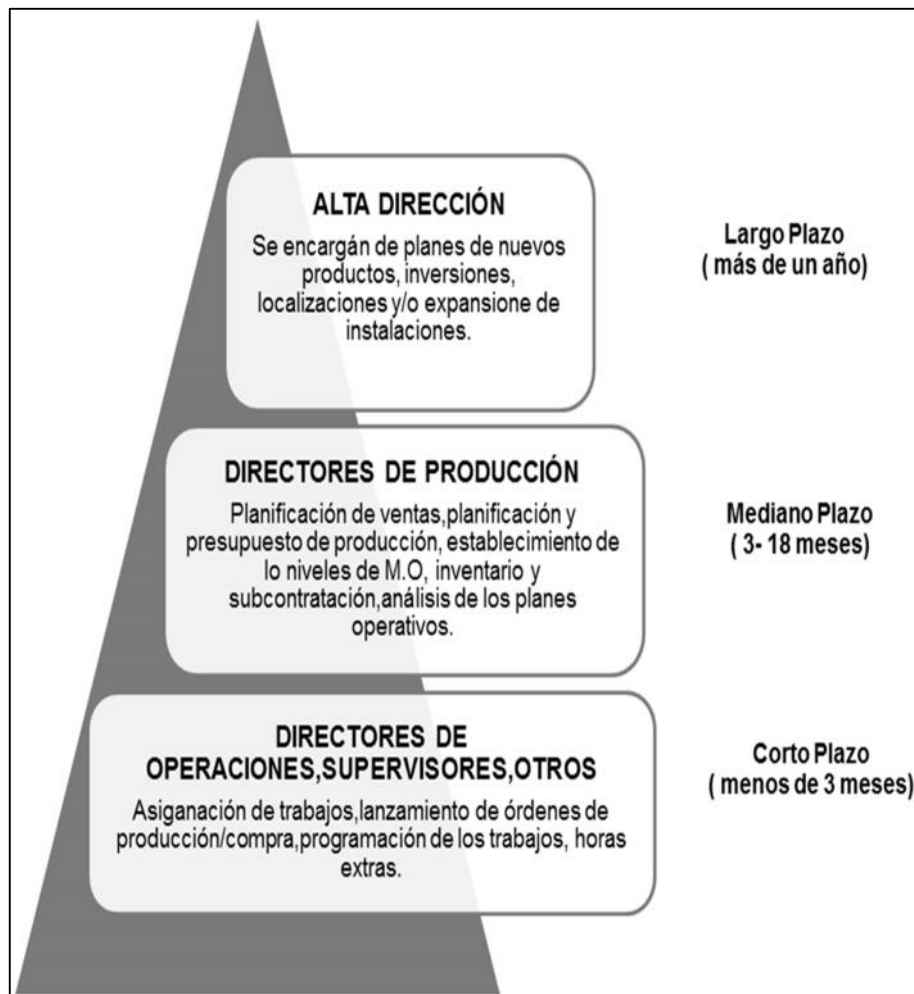 ALTA DIRECCIÓN
Se encargán de planes de nuevos
productos, inversiones,
localizaciones y/o expansione de
instalaciones.
Largo Plazo
( más de un año)
DIRECTORES DE PRODUCCIÓN
Planificación de ventas,planificación y
presupuesto de producción, establecimiento de
lo niveles de M.O, inventario y
subcontratación,análisis de los planes
operativos.
Mediano Plazo
( 3- 18 meses)
DIRECTORES DE
OPERACIONES,SUPERVISORES,OTROS
Asiganación de trabajos,lanzamiento de órdenes de
producción/compra,programación de los trabajos, horas
extras.
Corto Plazo
( menos de 3 meses)